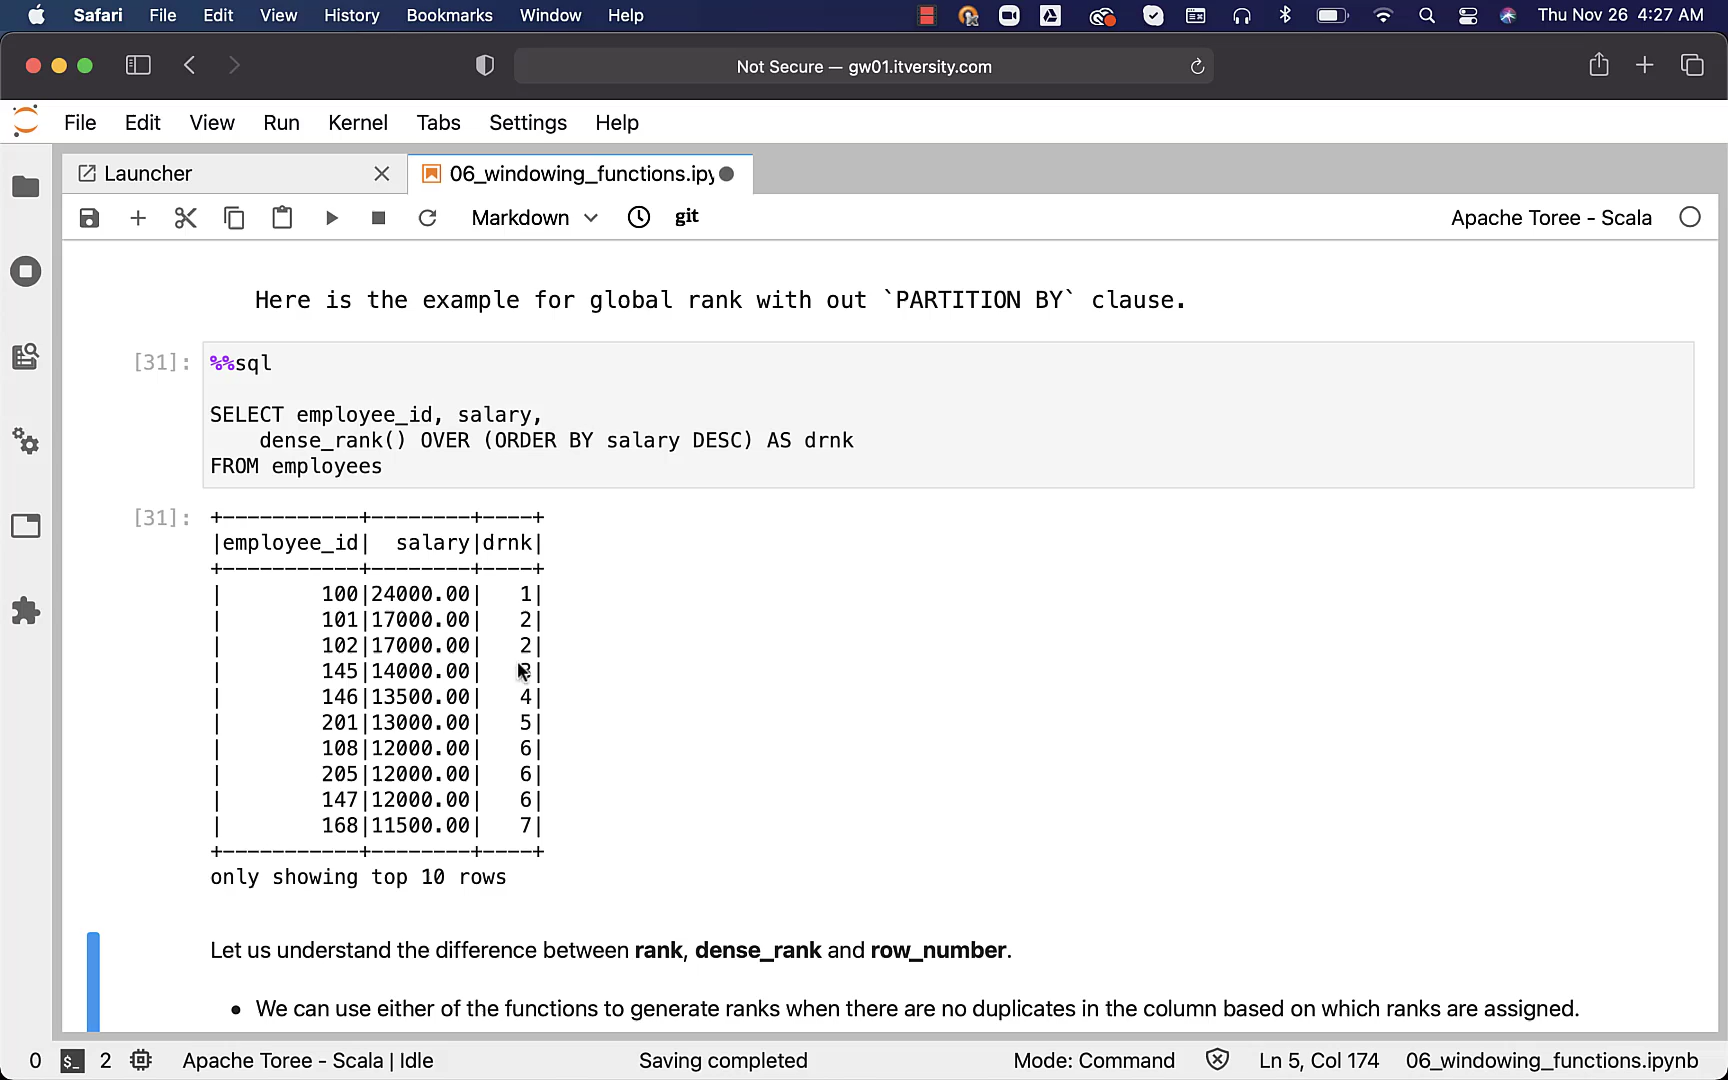 Safari File Edit View History Bookmarks Window Help Thu Nov 26 4:27 AM
Not Secure — gw01.itversity.com
File Edit View Run Kernel Tabs Settings Help
Launcher 06_windowing_functions.ipy
Markdown git Apache Toree - Scala
Here is the example for global rank with out `PARTITION BY` clause.
[31]: %%sql
SELECT employee_id, salary,
dense_rank() OVER (ORDER BY salary DESC) AS drnk
FROM employees
[31]: +-----------+--------+----+
|employee_id|  salary|drnk|
+-----------+--------+----+
|        100|24000.00|   1|
|        101|17000.00|   2|
|        102|17000.00|   2|
|        145|14000.00|    |
|        146|13500.00|   4|
|        201|13000.00|   5|
|        108|12000.00|   6|
|        205|12000.00|   6|
|        147|12000.00|   6|
|        168|11500.00|   7|
+-----------+--------+----+
only showing top 10 rows
Let us understand the difference between rank, dense_rank and row_number.
• We can use either of the functions to generate ranks when there are no duplicates in the column based on which ranks are assigned.
0 $_ 2 Apache Toree - Scala | Idle Saving completed Mode: Command Ln 5, Col 174 06_windowing_functions.ipynb